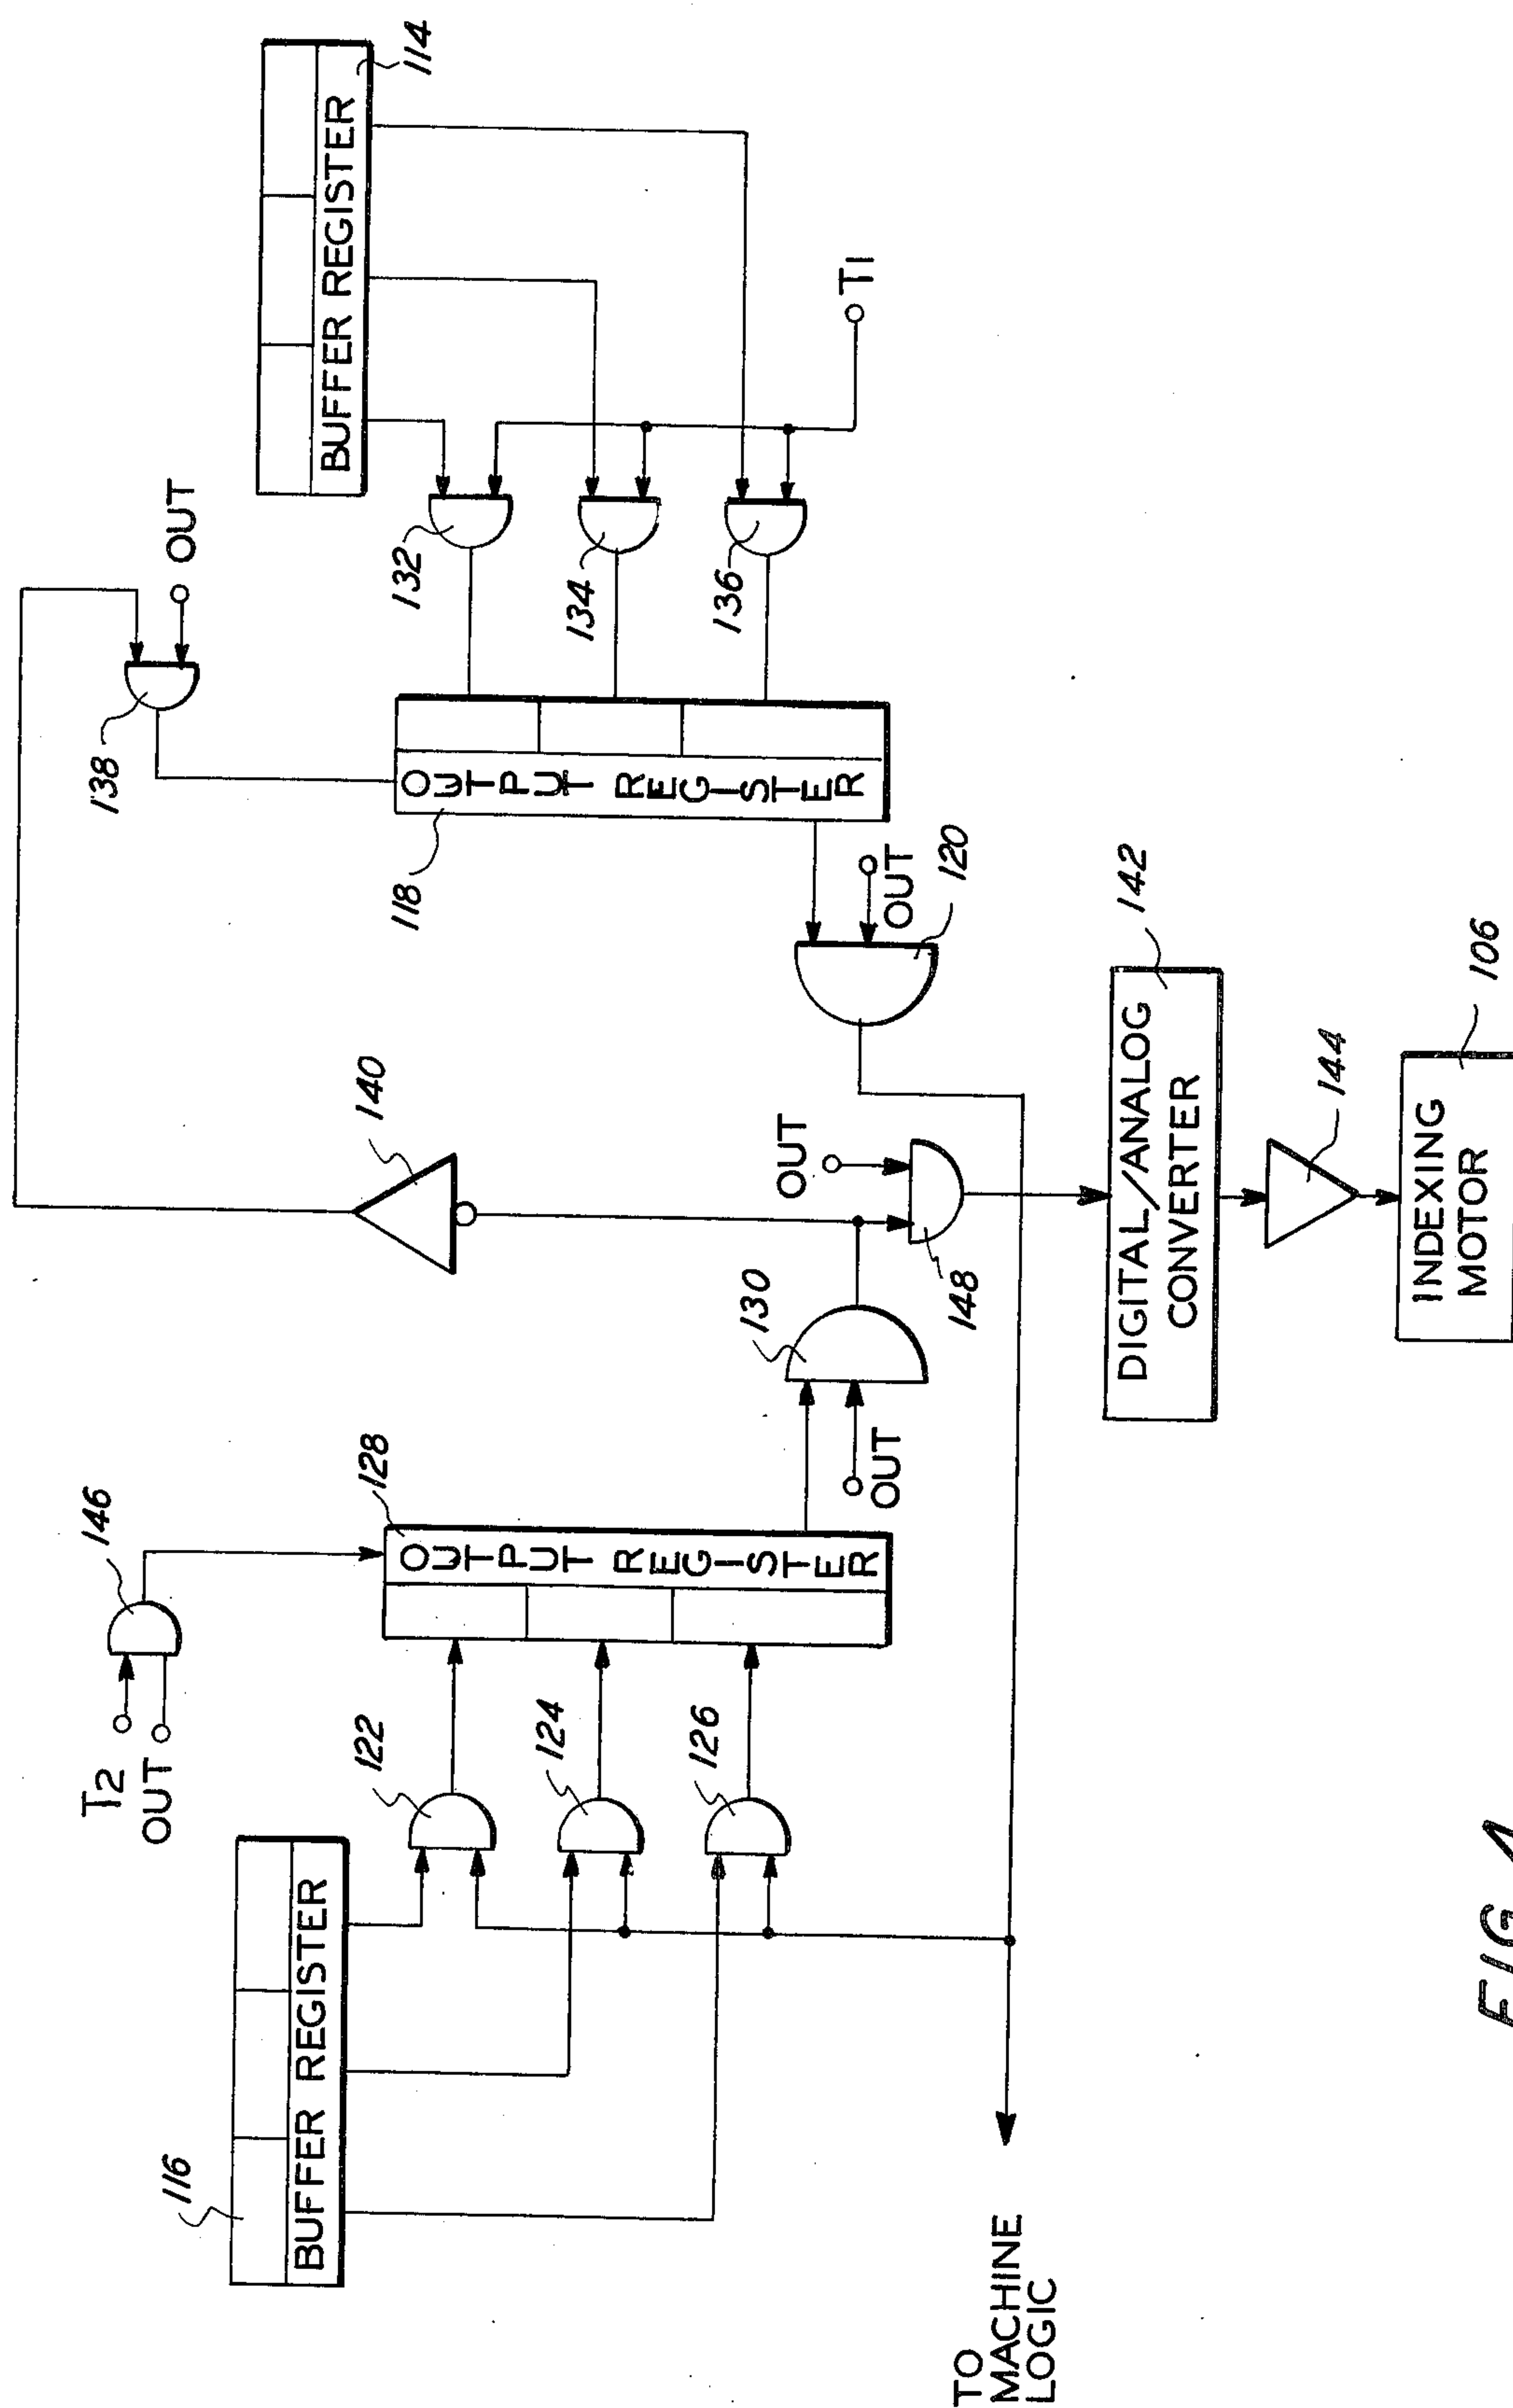 116
BUFFER REGISTER
T2
OUT
146
122
124
126
128
OUTPUT REGISTER
OUT
130
140
148
OUT
138
OUT
118
OUTPUT REGISTER
OUT
120
132
134
136
BUFFER REGISTER
114
T1
TO
MACHINE
LOGIC
DIGITAL/ANALOG
CONVERTER
142
144
INDEXING
MOTOR
106
FIG. 4